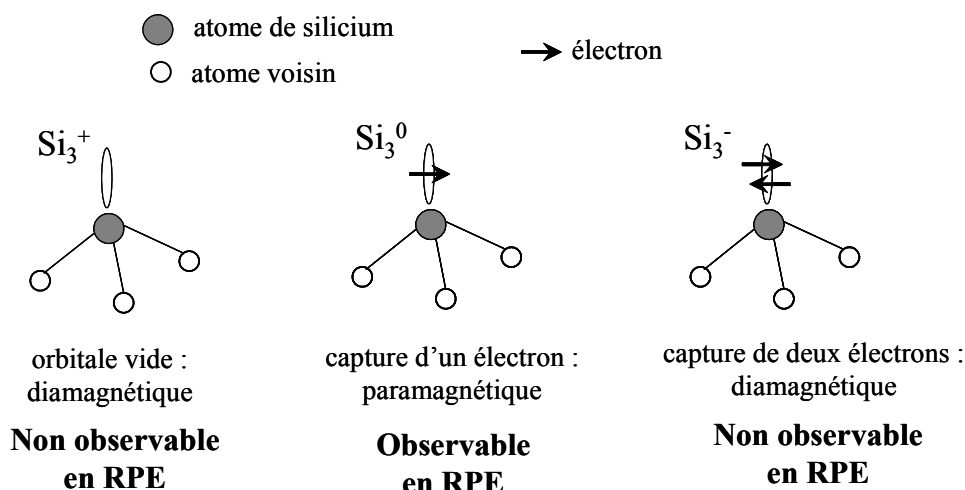 atome de silicium
atome voisin
électron
Si₃⁺
Si₃⁰
Si₃⁻
orbitale vide :
diamagnétique
Non observable
en RPE
capture d’un électron :
paramagnétique
Observable
en RPE
capture de deux électrons :
diamagnétique
Non observable
en RPE